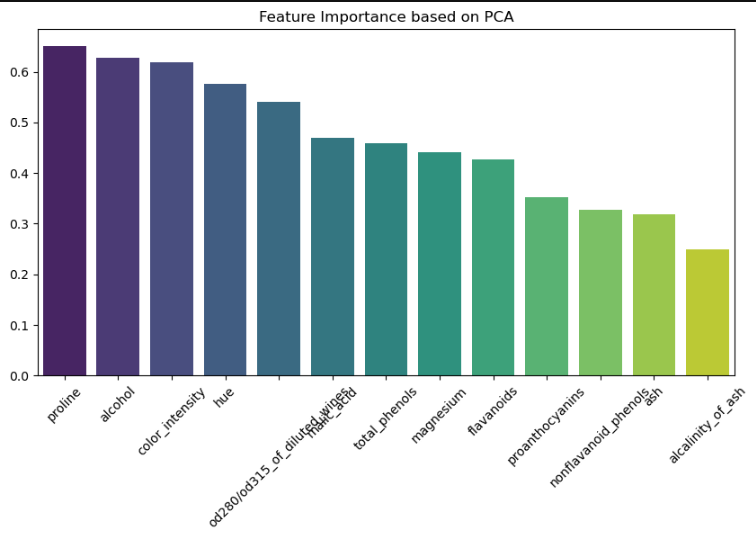 Feature Importance based on PCA
0.6
0.5
0.4
0.3
0.2
0.1
0.0
proline
alcohol
color_intensity
hue
od280/od315_of_diluted_wines
malic_acid
total_phenols
magnesium
flavanoids
proanthocyanins
nonflavanoid_phenols
ash
alcalinity_of_ash